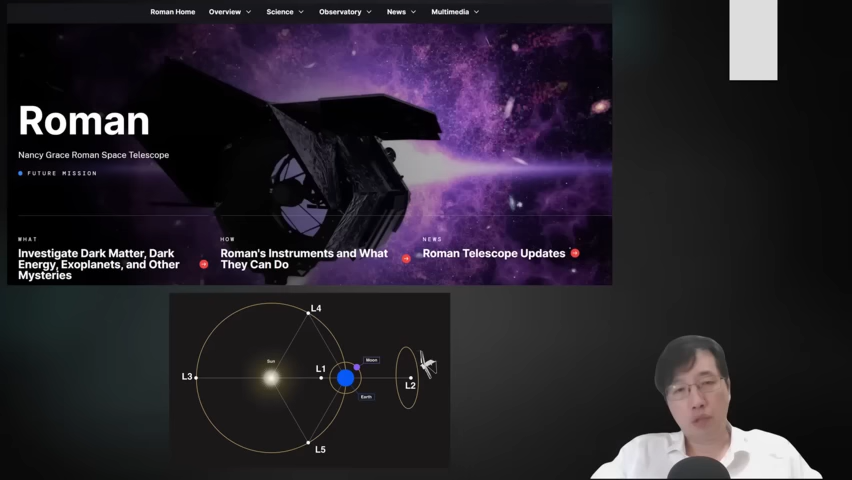 Roman Home Overview Science Observatory News Multimedia
Roman
Nancy Grace Roman Space Telescope
FUTURE MISSION
WHAT
Investigate Dark Matter, Dark
Energy, Exoplanets, and Other
Mysteries
HOW
Roman's Instruments and What
They Can Do
NEWS
Roman Telescope Updates
L4
Sun
Moon
L3
L1
L2
Earth
L5